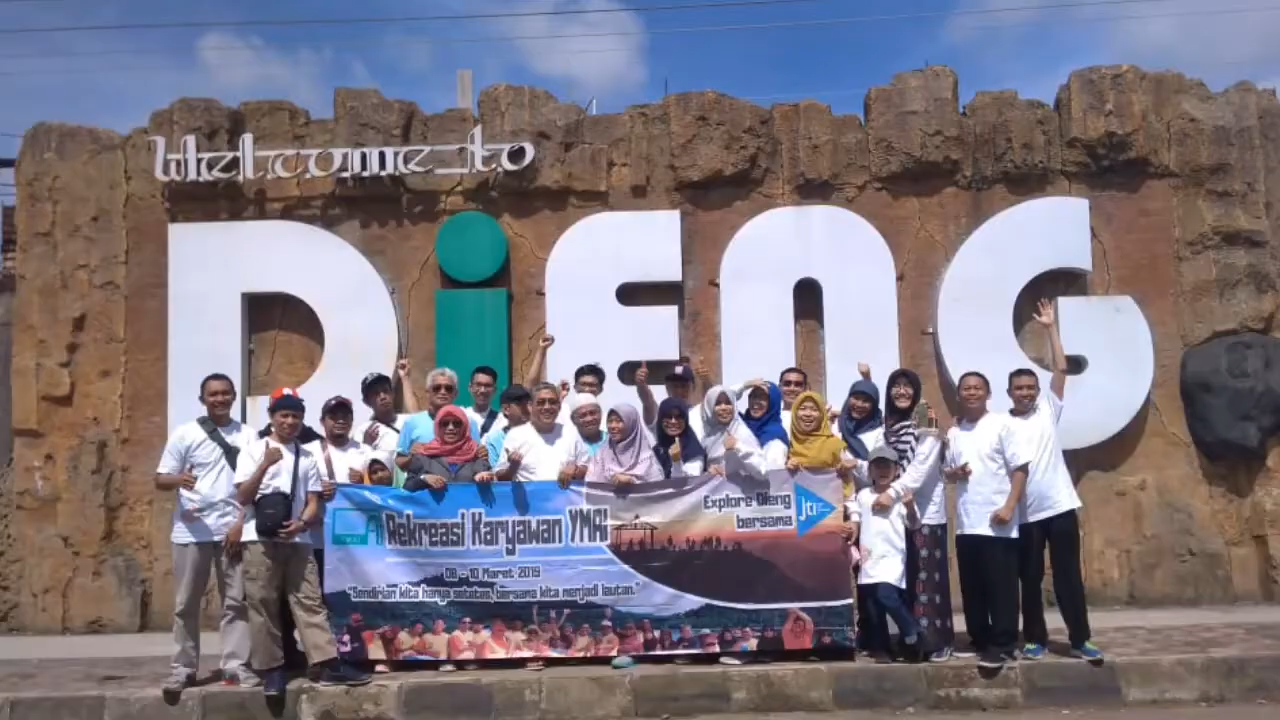 Welcome to
DiENG
Rekreasi Karyawan YMAI
Explore Dieng
bersama
jti
08 - 10 Maret 2019
"Sendirian kita hanya setetes, bersama kita menjadi lautan."